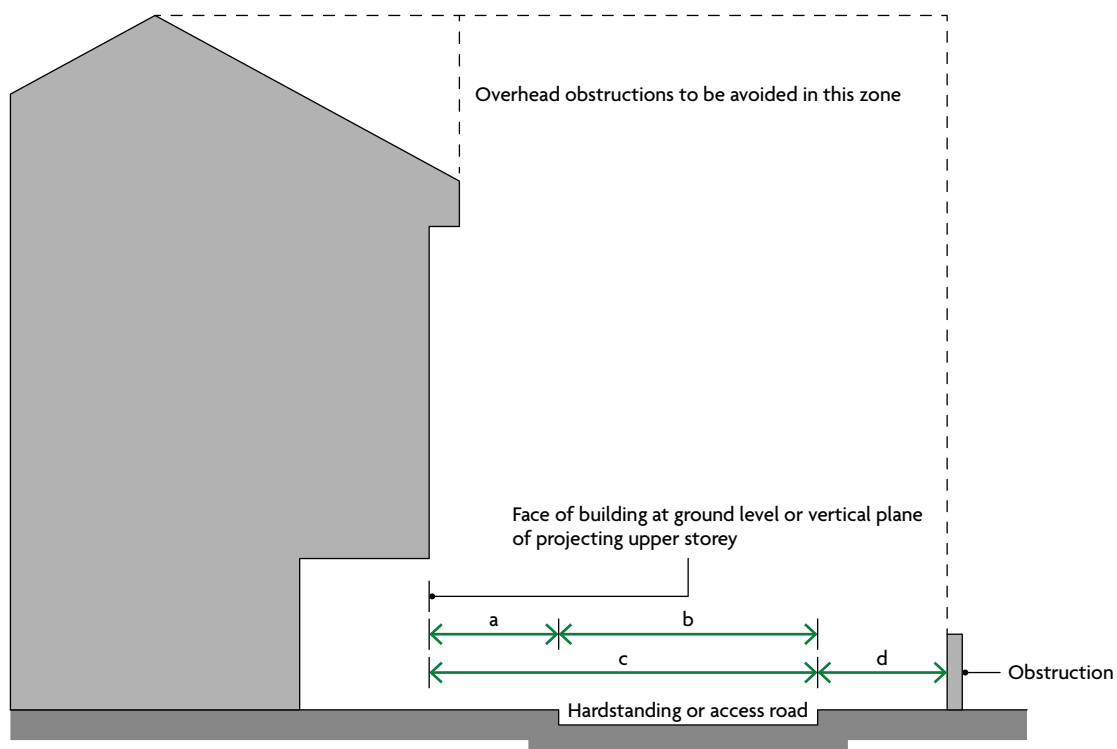 Overhead obstructions to be avoided in this zone
Face of building at ground level or vertical plane
of projecting upper storey
a
b
c
d
Obstruction
Hardstanding or access road